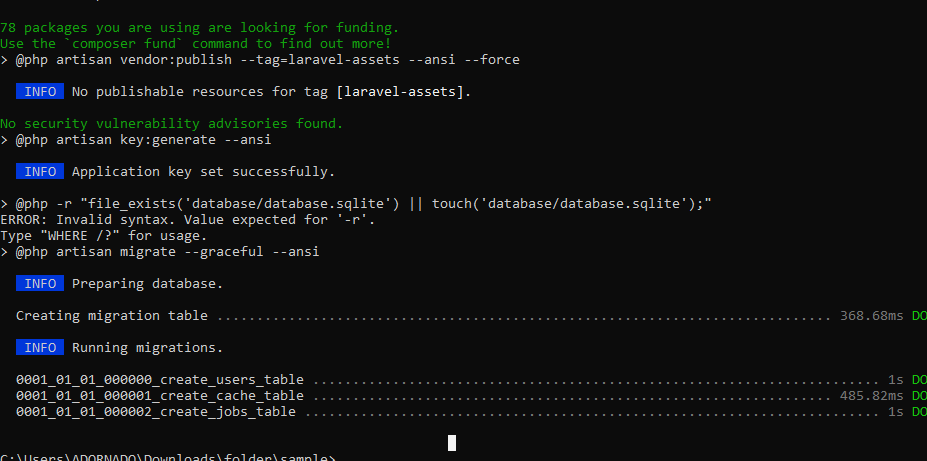 78 packages you are using are looking for funding.
Use the `composer fund` command to find out more!
> @php artisan vendor:publish --tag=laravel-assets --ansi --force
INFO No publishable resources for tag [laravel-assets].
No security vulnerability advisories found.
> @php artisan key:generate --ansi
INFO Application key set successfully.
> @php -r "file_exists('database/database.sqlite') || touch('database/database.sqlite');"
ERROR: Invalid syntax. Value expected for '-r'.
Type "WHERE /?" for usage.
> @php artisan migrate --graceful --ansi
INFO Preparing database.
Creating migration table ............................................................................. 368.68ms DO
INFO Running migrations.
0001_01_01_000000_create_users_table ....................................................................... 1s DO
0001_01_01_000001_create_cache_table ................................................................. 485.82ms DO
0001_01_01_000002_create_jobs_table ........................................................................ 1s DO
C:\Users\ADORNADO\Downloads\folder\sample>